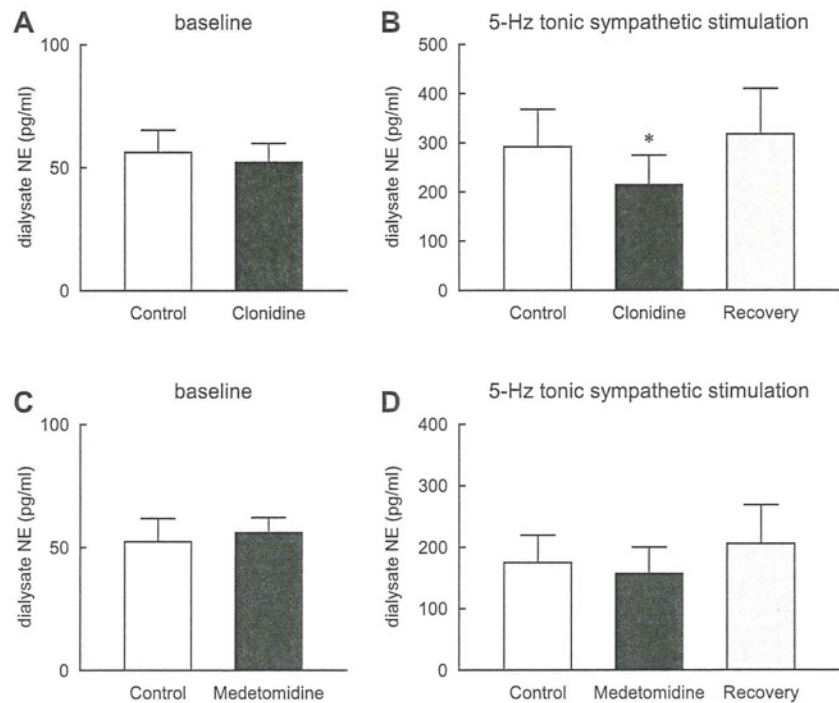 A
baseline
dialysate NE (pg/ml)
100
50
0
Control Clonidine
B
5-Hz tonic sympathetic stimulation
dialysate NE (pg/ml)
500
400
300
200
100
0
*
Control Clonidine Recovery
C
baseline
dialysate NE (pg/ml)
100
50
0
Control Medetomidine
D
5-Hz tonic sympathetic stimulation
dialysate NE (pg/ml)
400
300
200
100
0
Control Medetomidine Recovery